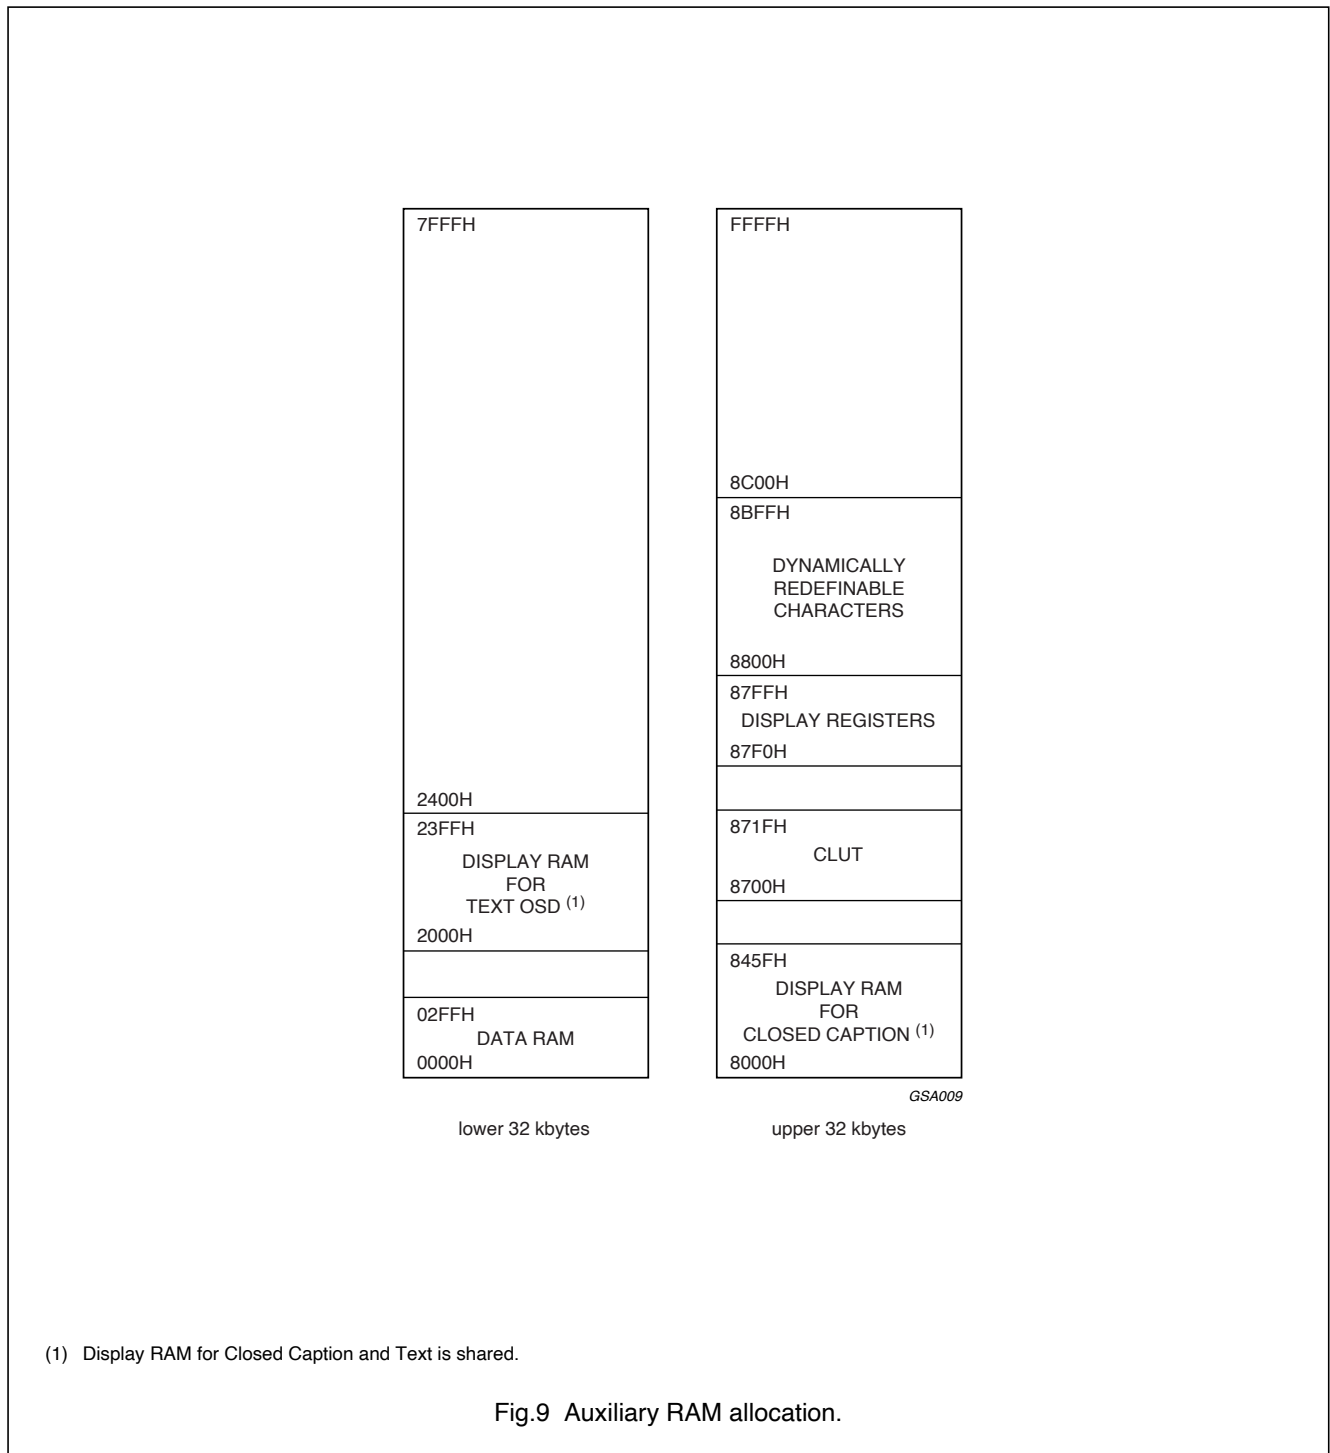 7FFFH
2400H
23FFH
DISPLAY RAM
FOR
TEXT OSD (1)
2000H
02FFH
DATA RAM
0000H
lower 32 kbytes
FFFFH
8C00H
8BFFH
DYNAMICALLY
REDEFINABLE
CHARACTERS
8800H
87FFH
DISPLAY REGISTERS
87F0H
871FH
CLUT
8700H
845FH
DISPLAY RAM
FOR
CLOSED CAPTION (1)
8000H
GSA009
upper 32 kbytes
(1) Display RAM for Closed Caption and Text is shared.
Fig.9 Auxiliary RAM allocation.